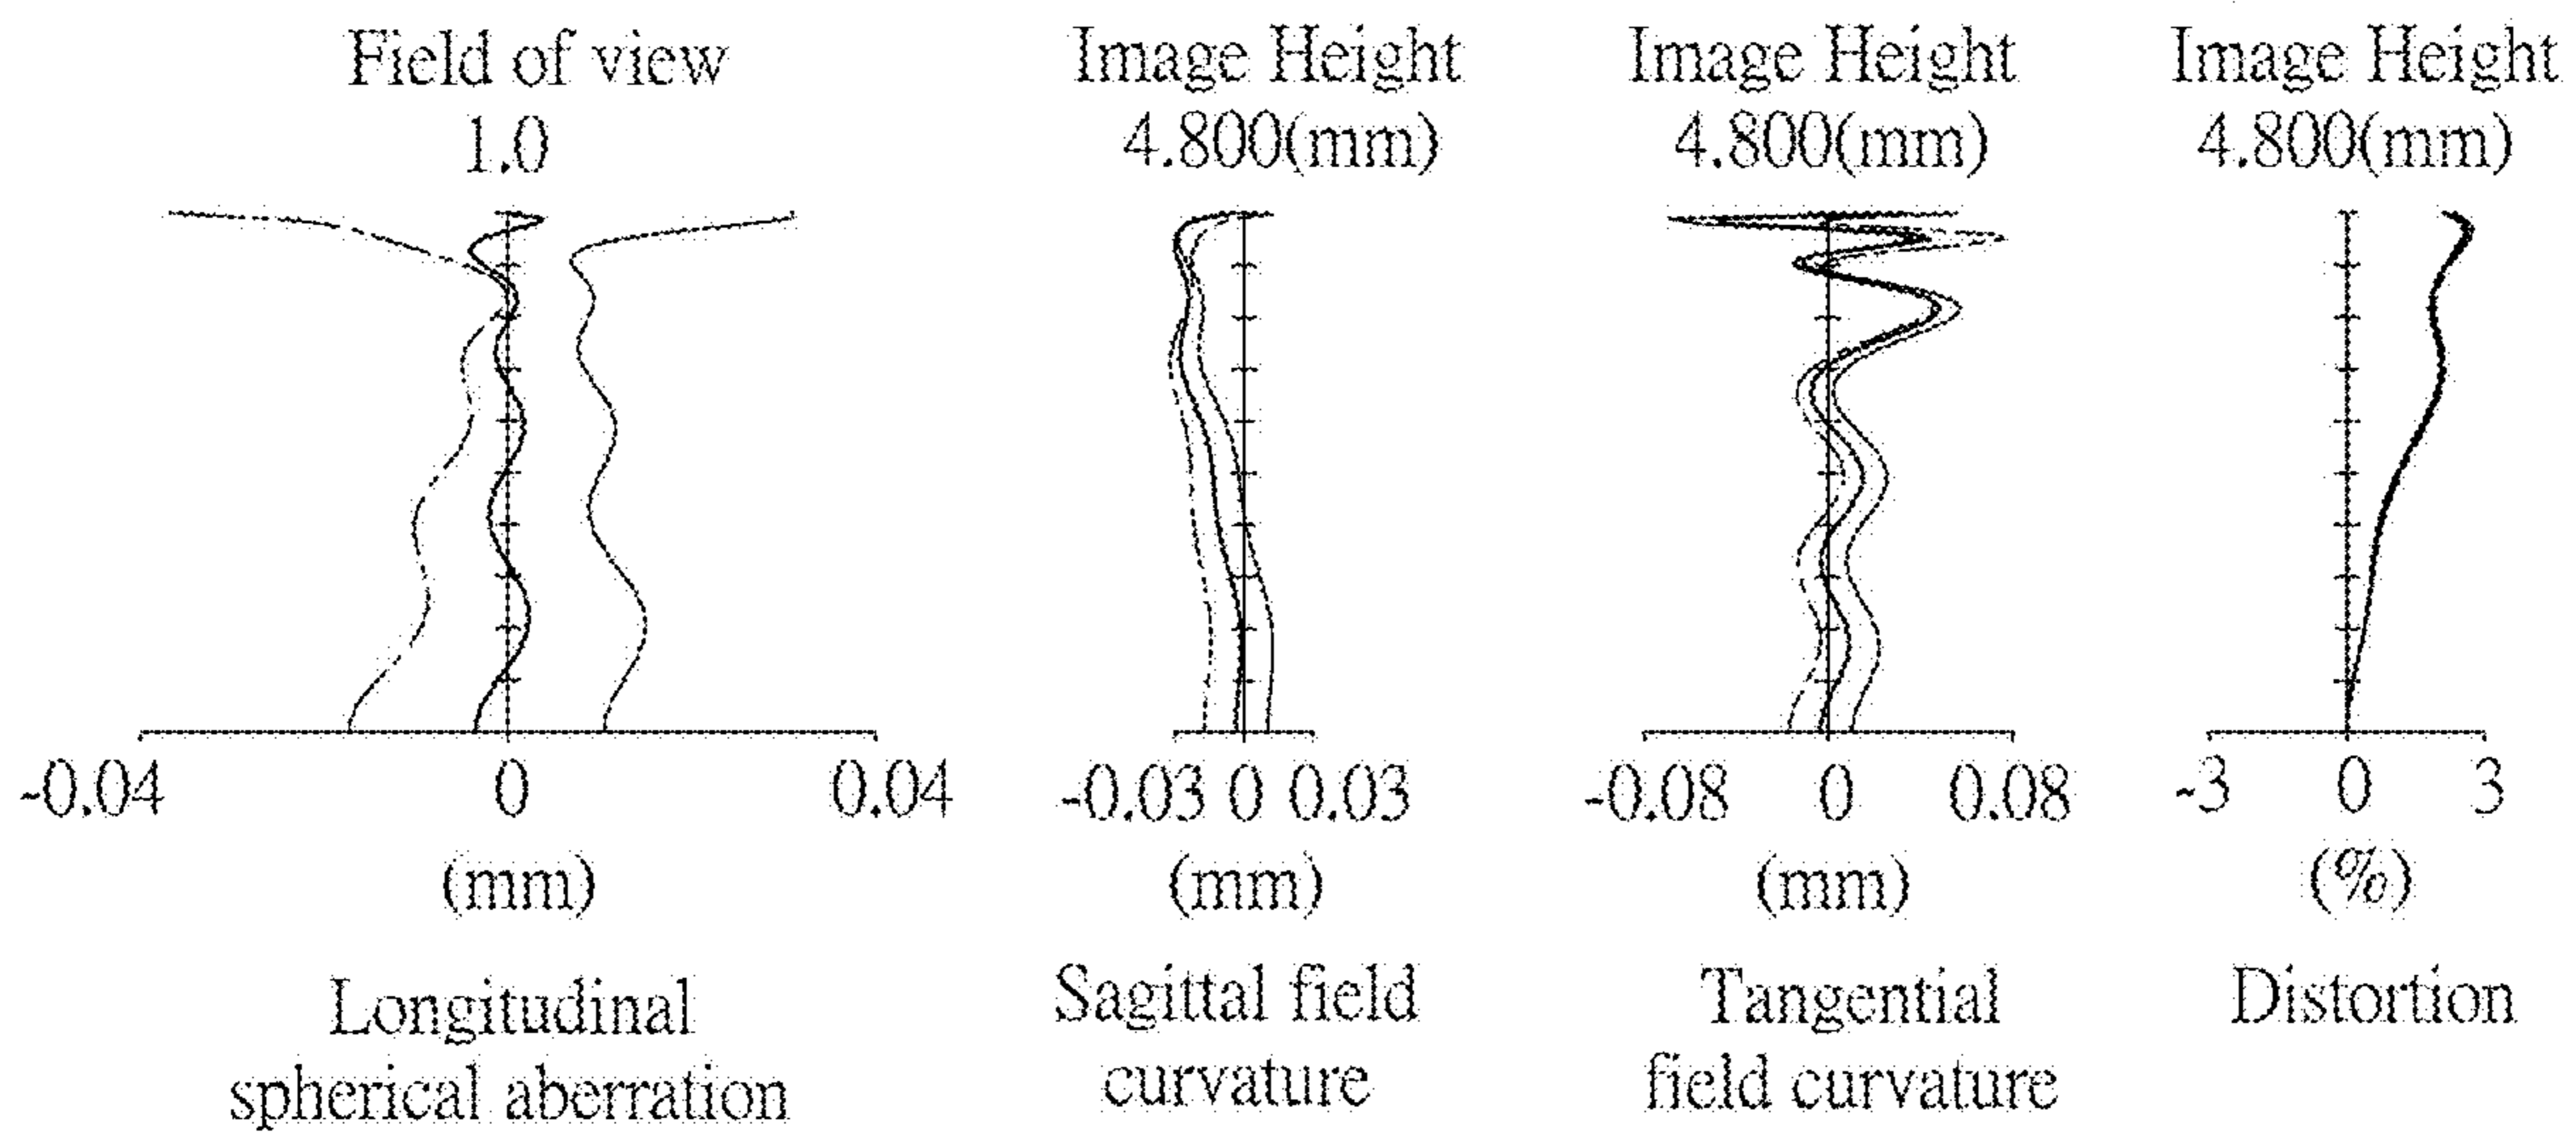 Field of view
1.0
-0.04 0 0.04
(mm)
Longitudinal
spherical aberration
Image Height
4.800(mm)
-0.03 0 0.03
(mm)
Sagittal field
curvature
Image Height
4.800(mm)
-0.08 0 0.08
(mm)
Tangential
field curvature
Image Height
4.800(mm)
-3 0 3
(%)
Distortion